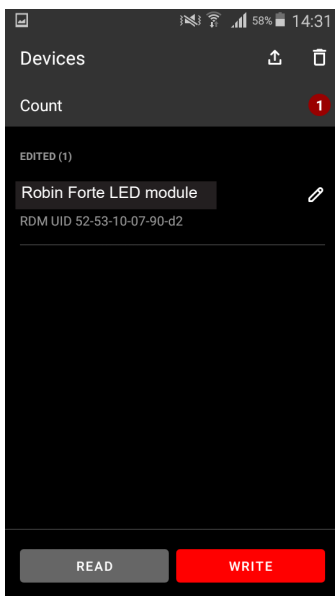 58% 14:31
Devices
Count 1
EDITED (1)
Robin Forte LED module
RDM UID 52-53-10-07-90-d2
READ WRITE